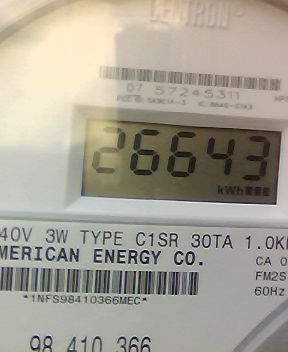 CENTRON®
07 57245311
26643
kWh
40V 3W TYPE C1SR 30TA 1.0K
MERICAN ENERGY CO.
CA 0
FM2S
60Hz
*1NFS98410366MEC*
98 410 366